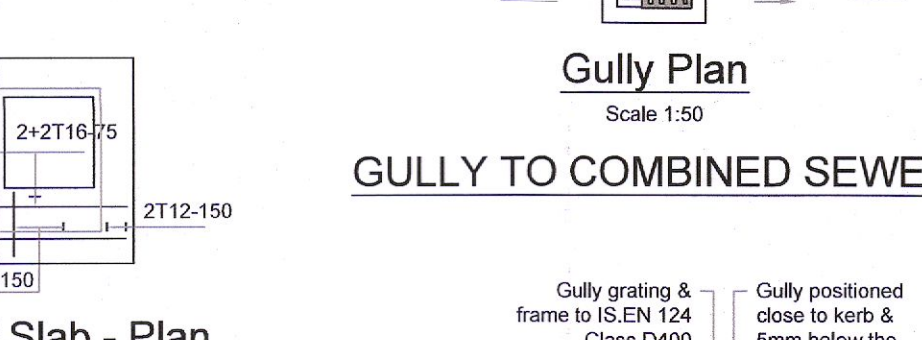 Gully Plan
Scale 1:50
GULLY TO COMBINED SEWE
2+2T16-75
2T12-150
150
Slab - Plan
Gully grating &
frame to IS.EN 124
Class D400
Gully positioned
close to kerb &
5mm below the